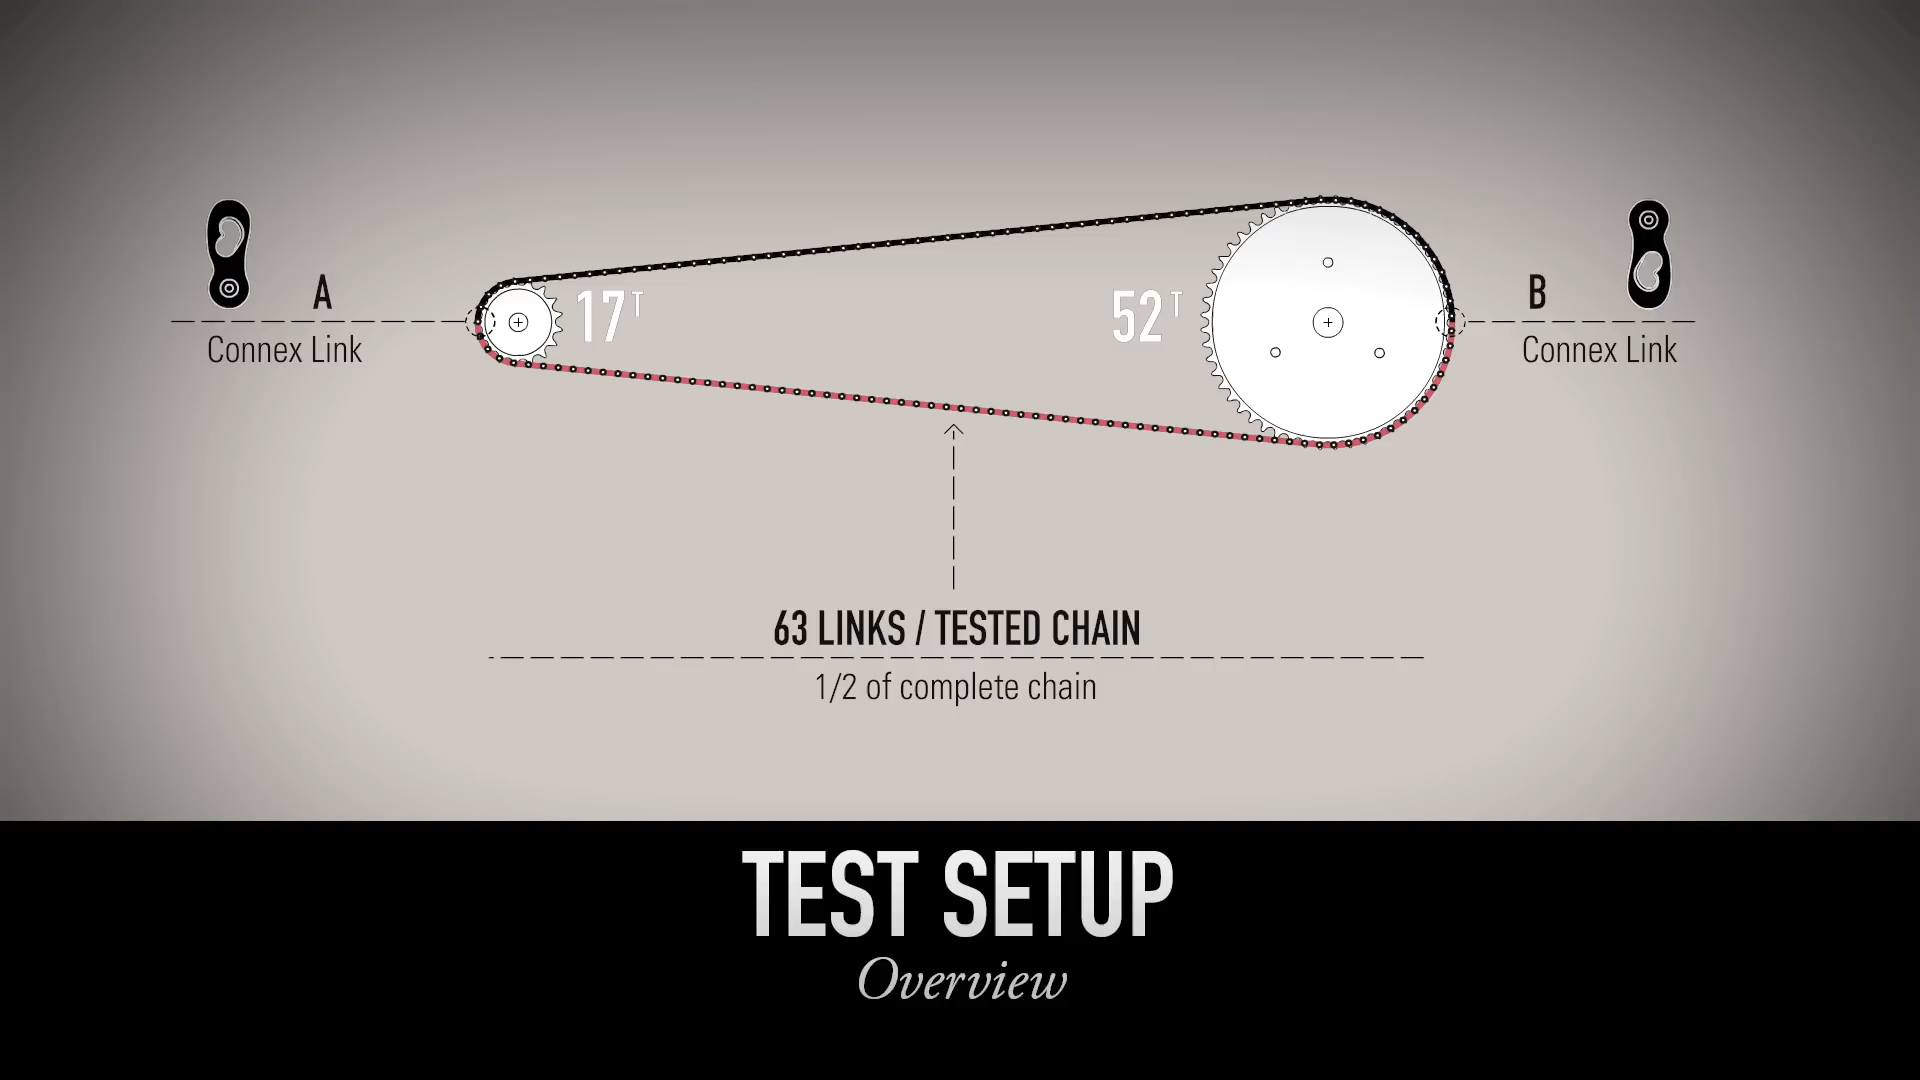 A
Connex Link
17T
52T
B
Connex Link
63 LINKS / TESTED CHAIN
1/2 of complete chain
TEST SETUP
Overview